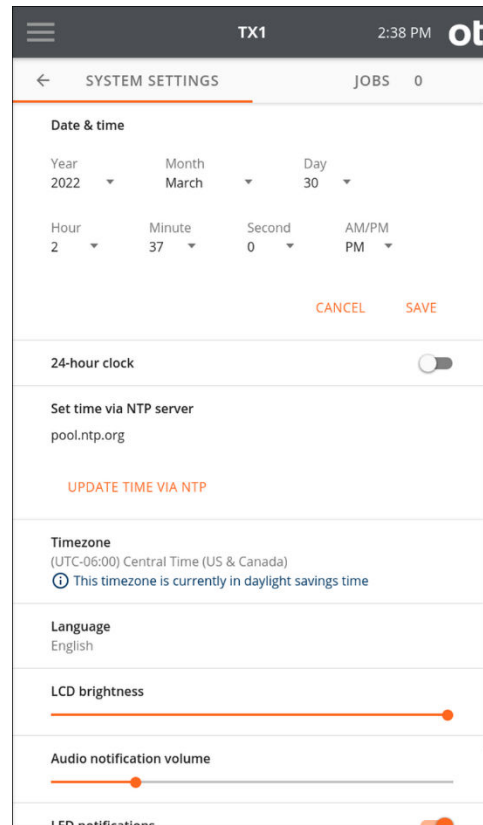 TX1 2:38 PM
SYSTEM SETTINGS JOBS 0
Date & time
Year Month Day
2022 March 30
Hour Minute Second AM/PM
2 37 0 PM
CANCEL SAVE
24-hour clock
Set time via NTP server
pool.ntp.org
UPDATE TIME VIA NTP
Timezone
(UTC-06:00) Central Time (US & Canada)
This timezone is currently in daylight savings time
Language
English
LCD brightness
Audio notification volume
LED notifications